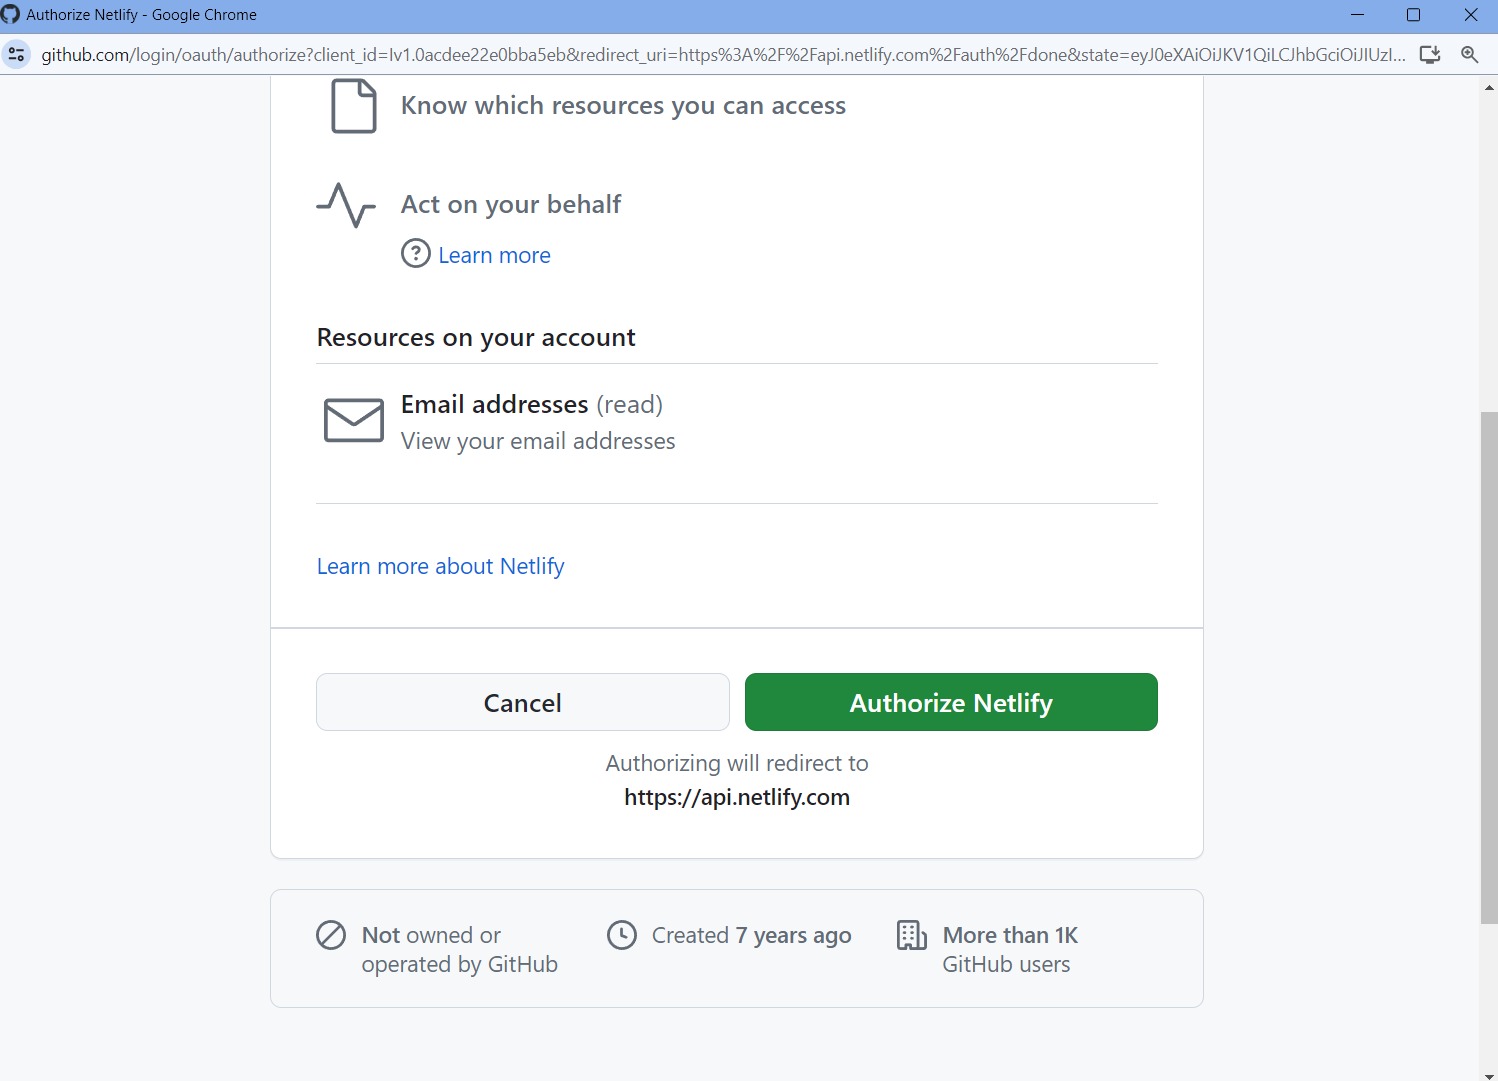 Authorize Netlify - Google Chrome
github.com/login/oauth/authorize?client_id=Iv1.0acdee22e0bba5eb&redirect_uri=https%3A%2F%2Fapi.netlify.com%2Fauth%2Fdone&state=eyJ0eXAiOiJKV1QiLCJhbGciOiJIUzI...
Know which resources you can access
Act on your behalf
Learn more
Resources on your account
Email addresses (read)
View your email addresses
Learn more about Netlify
Cancel
Authorize Netlify
Authorizing will redirect to
https://api.netlify.com
Not owned or
operated by GitHub
Created 7 years ago
More than 1K
GitHub users